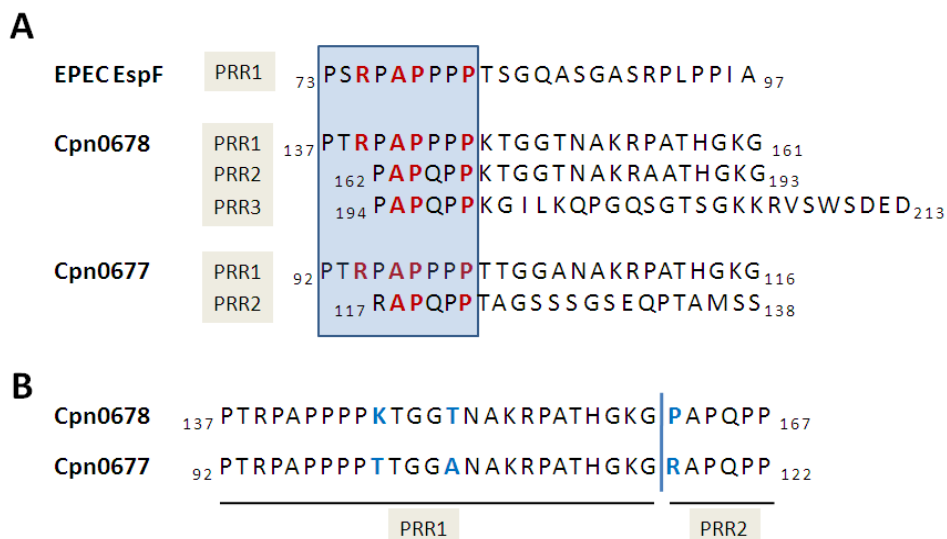 A
EPEC EspF PRR1 73 PSRPAPPPPTSGQASGASRPLPPIA 97
Cpn0678 PRR1 137 PTRPAPPPPKTGGTNAKRPATHGKG 161
PRR2 162 PAPQPPKTGGTNAKRAATHGKG 193
PRR3 194 PAPQPPKGILKQPGQSGTSGKKRVSWSDED 213
Cpn0677 PRR1 92 PTRPAPPPPTTGGANAKRPATHGKG 116
PRR2 117 RAPQPPTAGSSSGSEQPTAMSS 138
B
Cpn0678 137 PTRPAPPPPKTGGTNAKRPATHGKG PAPQPP 167
Cpn0677 92 PTRPAPPPPTTGGANAKRPATHGKG RAPQPP 122
PRR1 PRR2